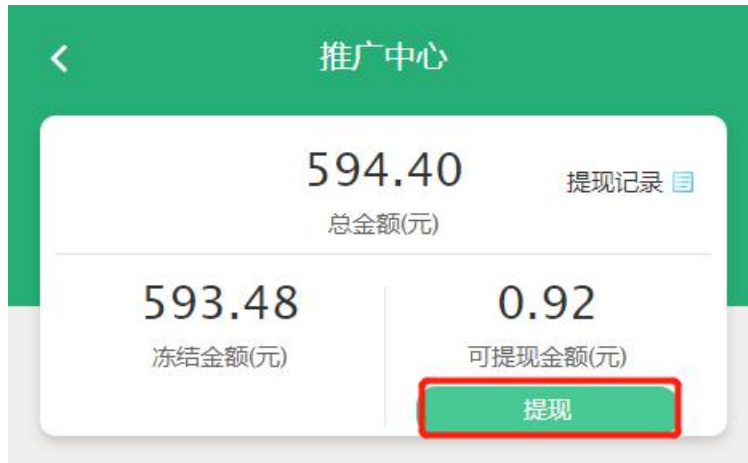 推广中心
594.40
提现记录
总金额(元)
593.48
0.92
冻结金额(元)
可提现金额(元)
提现